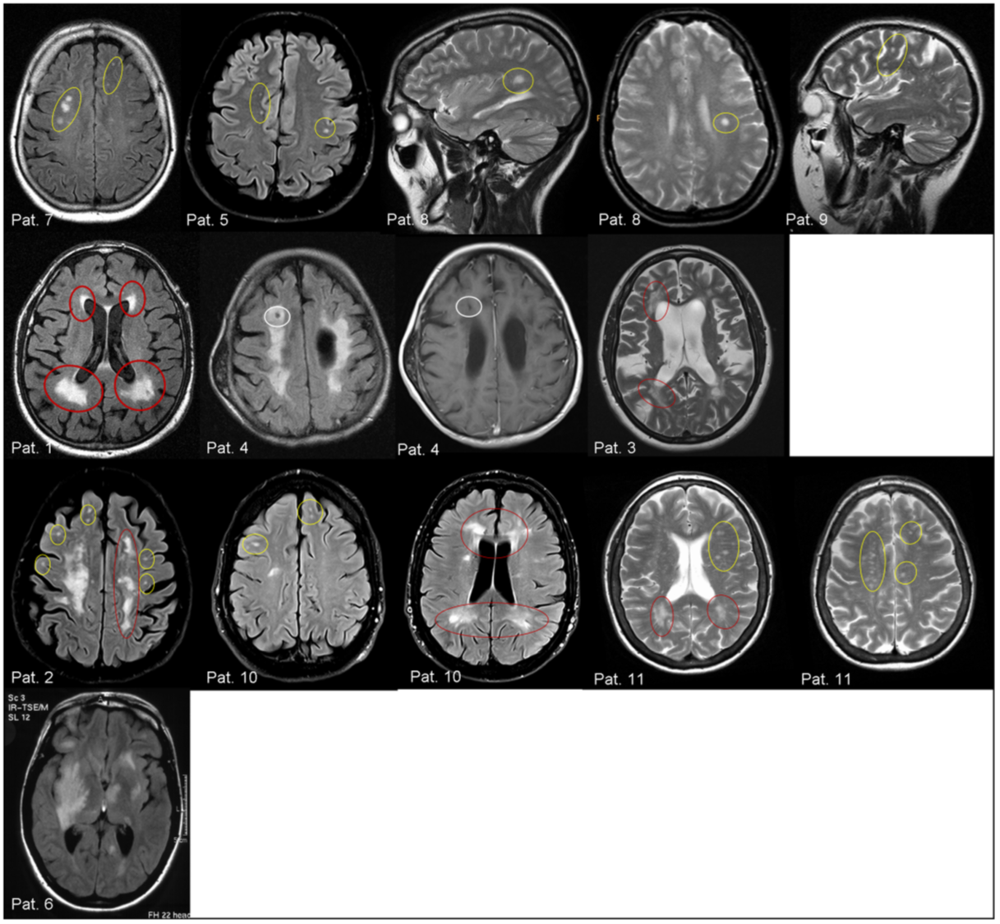 Pat. 7
Pat. 5
Pat. 8
Pat. 8
F
Pat. 9
Pat. 1
Pat. 4
Pat. 4
Pat. 3
Pat. 2
Pat. 10
Pat. 10
Pat. 11
Pat. 11
Sc 3
IR-TSE/M
SL 12
A
L
Pat. 6
FH 22 head